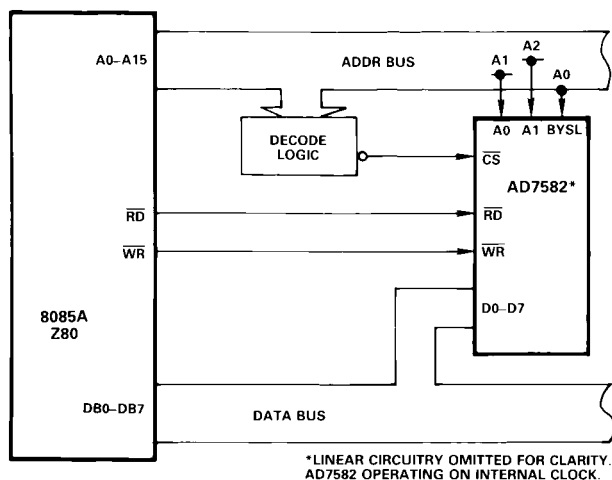 A0–A15
ADDR BUS
A1
A2
A0
A0 A1 BYSL
DECODE
LOGIC
CS
AD7582*
RD
RD
WR
WR
8085A
Z80
D0–D7
DB0–DB7
DATA BUS
*LINEAR CIRCUITRY OMITTED FOR CLARITY.
AD7582 OPERATING ON INTERNAL CLOCK.